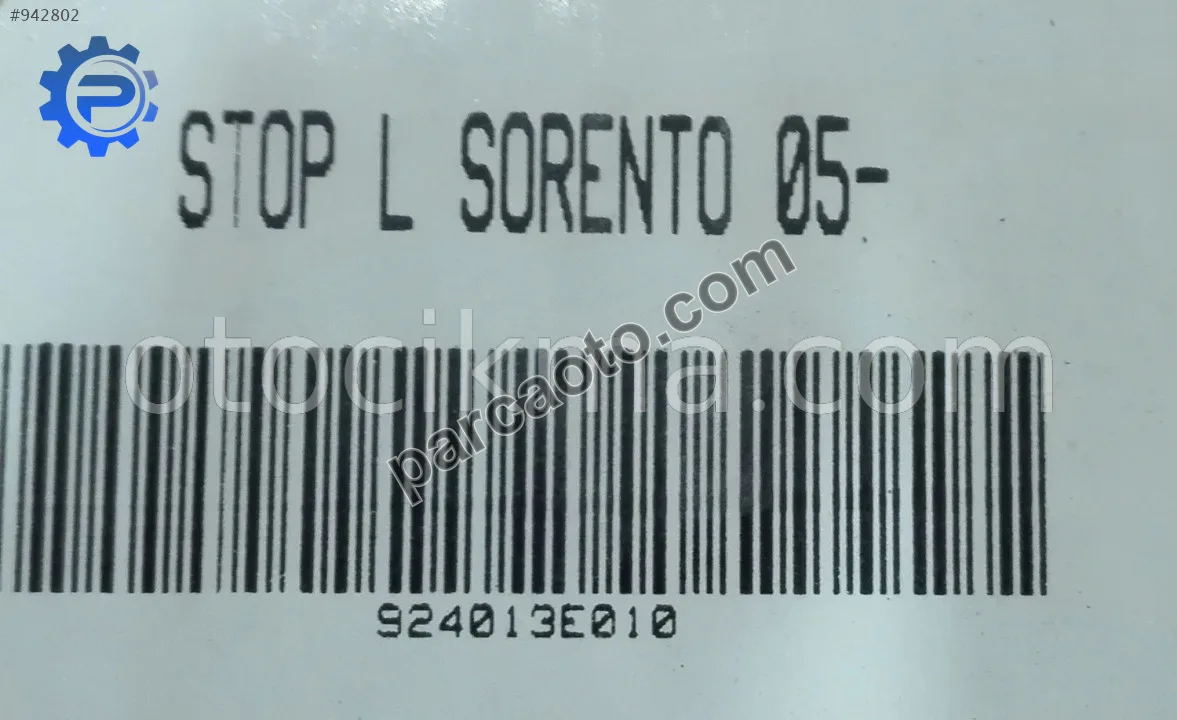 #942802
P
STOP L SORENTO 05-
otocikma.com
parcaoto.com
924013E010